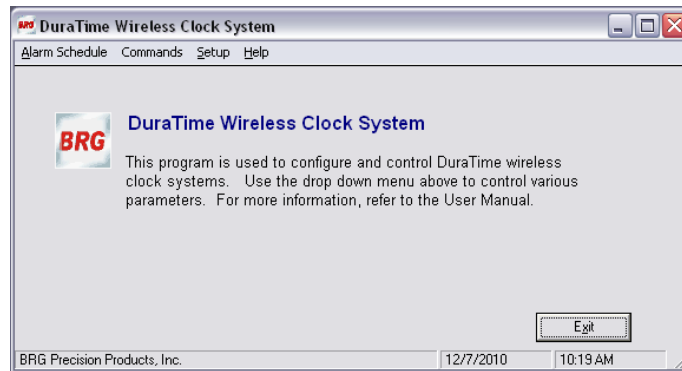 BRG DuraTime Wireless Clock System
Alarm Schedule Commands Setup Help
BRG
DuraTime Wireless Clock System
This program is used to configure and control DuraTime wireless
clock systems. Use the drop down menu above to control various
parameters. For more information, refer to the User Manual.
Exit
BRG Precision Products, Inc. 12/7/2010 10:19 AM